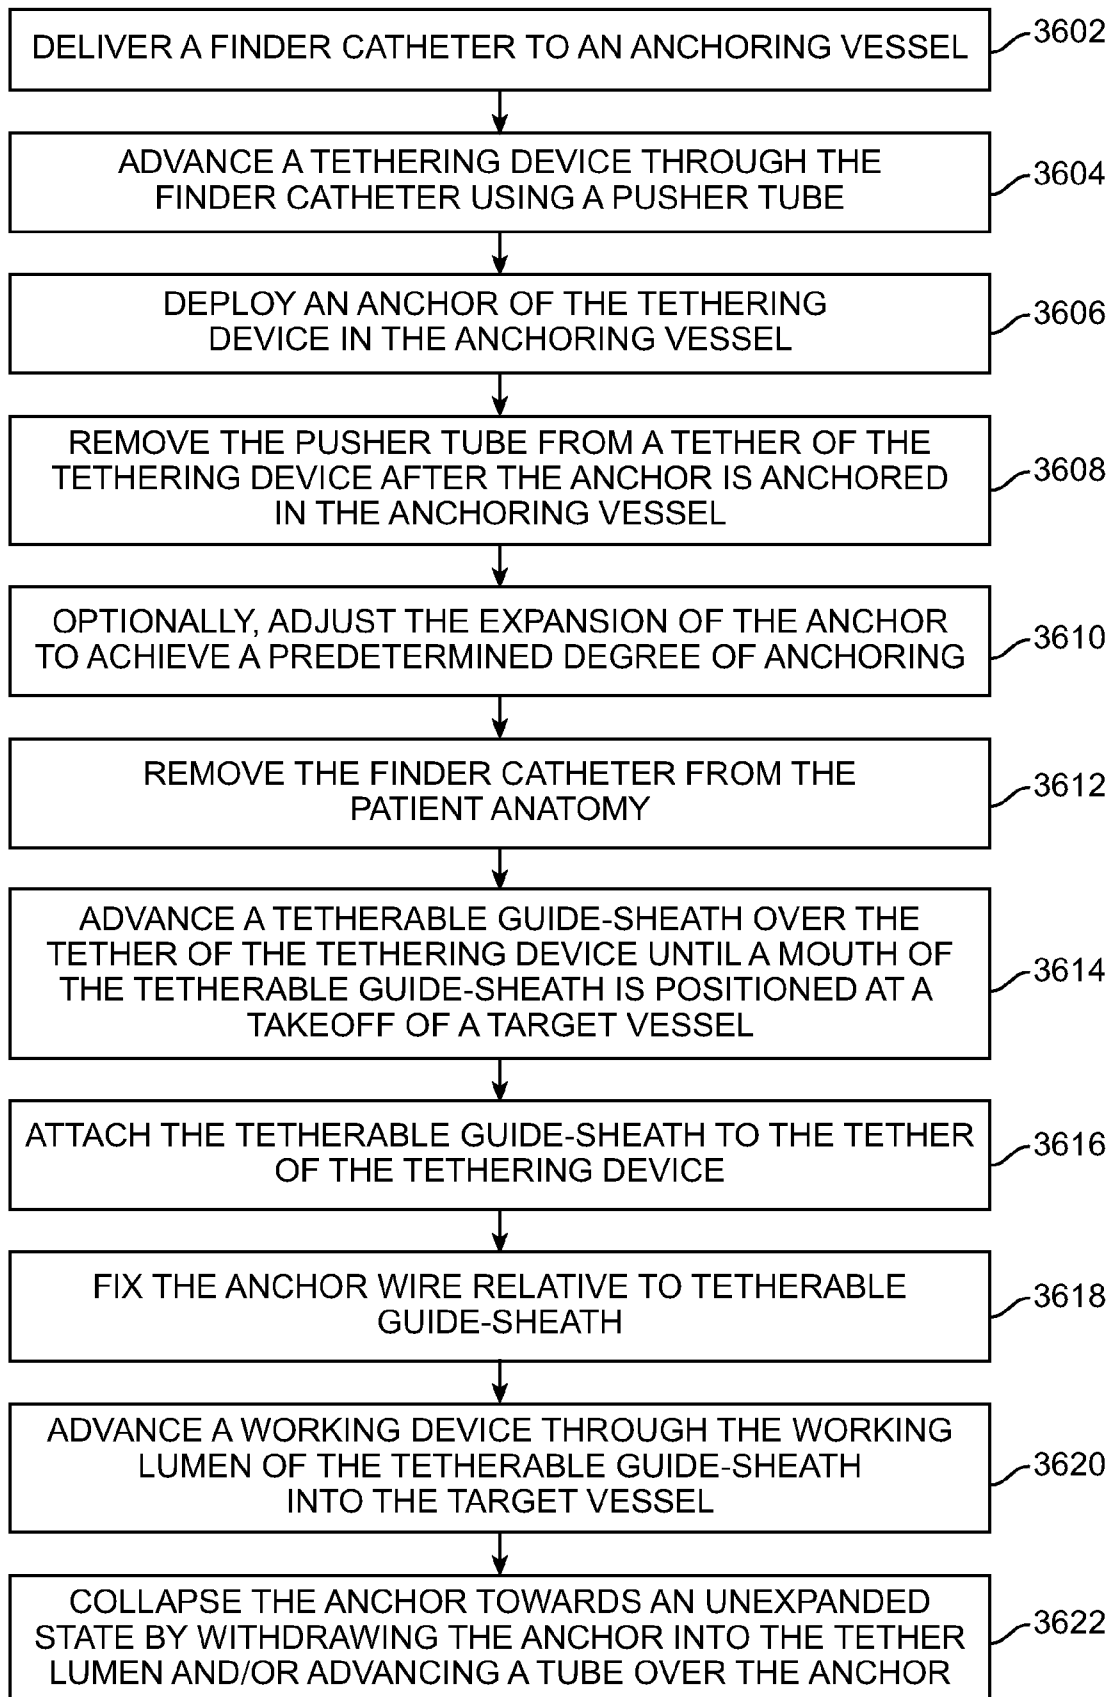 DELIVER A FINDER CATHETER TO AN ANCHORING VESSEL
3602
ADVANCE A TETHERING DEVICE THROUGH THE
FINDER CATHETER USING A PUSHER TUBE
3604
DEPLOY AN ANCHOR OF THE TETHERING
DEVICE IN THE ANCHORING VESSEL
3606
REMOVE THE PUSHER TUBE FROM A TETHER OF THE
TETHERING DEVICE AFTER THE ANCHOR IS ANCHORED
IN THE ANCHORING VESSEL
3608
OPTIONALLY, ADJUST THE EXPANSION OF THE ANCHOR
TO ACHIEVE A PREDETERMINED DEGREE OF ANCHORING
3610
REMOVE THE FINDER CATHETER FROM THE
PATIENT ANATOMY
3612
ADVANCE A TETHERABLE GUIDE-SHEATH OVER THE
TETHER OF THE TETHERING DEVICE UNTIL A MOUTH OF
THE TETHERABLE GUIDE-SHEATH IS POSITIONED AT A
TAKEOFF OF A TARGET VESSEL
3614
ATTACH THE TETHERABLE GUIDE-SHEATH TO THE TETHER
OF THE TETHERING DEVICE
3616
FIX THE ANCHOR WIRE RELATIVE TO TETHERABLE
GUIDE-SHEATH
3618
ADVANCE A WORKING DEVICE THROUGH THE WORKING
LUMEN OF THE TETHERABLE GUIDE-SHEATH
INTO THE TARGET VESSEL
3620
COLLAPSE THE ANCHOR TOWARDS AN UNEXPANDED
STATE BY WITHDRAWING THE ANCHOR INTO THE TETHER
LUMEN AND/OR ADVANCING A TUBE OVER THE ANCHOR
3622